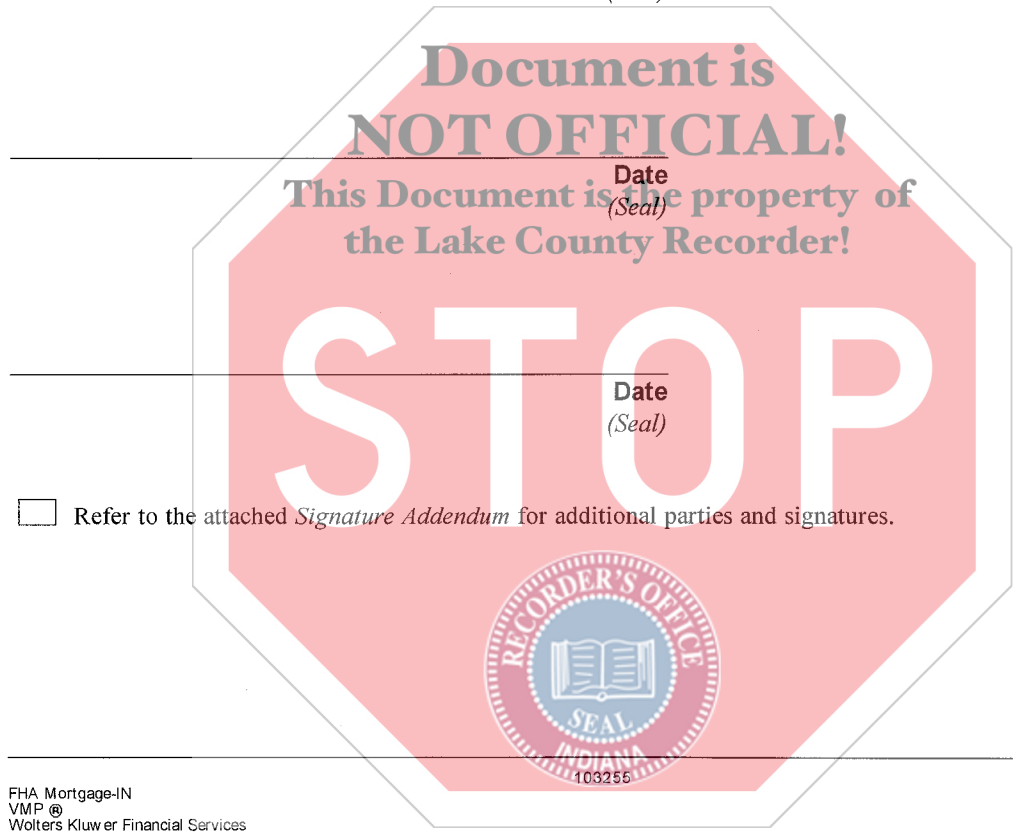 Document is
NOT OFFICIAL!
Date
This Document is the property of
(Seal)
the Lake County Recorder!
STOP
Date
(Seal)
Refer to the attached Signature Addendum for additional parties and signatures.
RECORDER'S OFFICE
SEAL
INDIANA
103255
FHA Mortgage-IN
VMP ®
Wolters Kluwer Financial Services